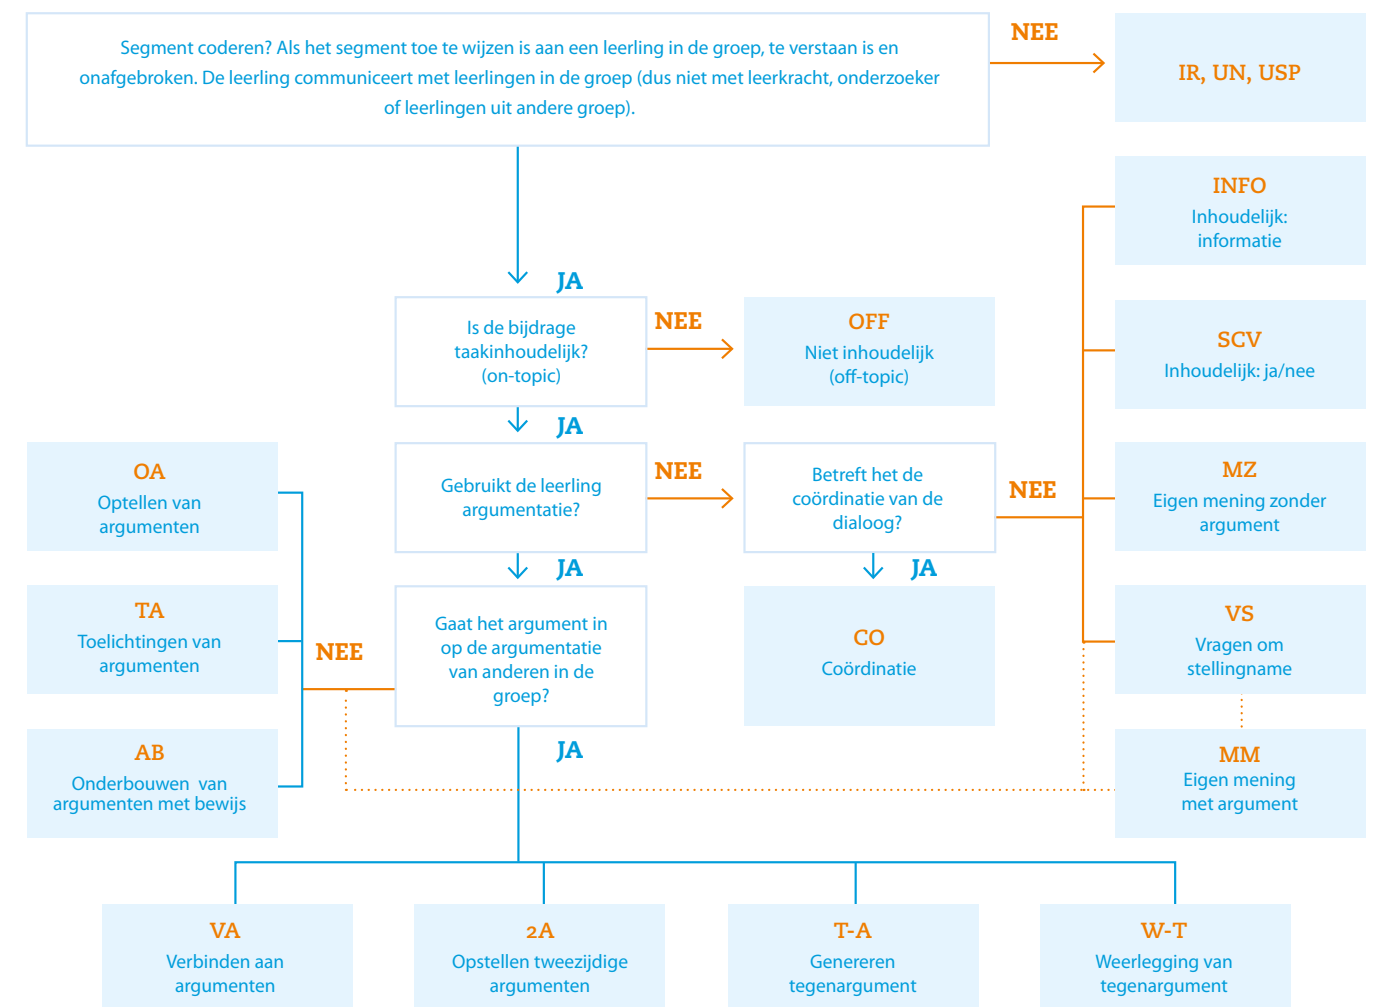 Segment coderen? Als het segment toe te wijzen is aan een leerling in de groep, te verstaan is en
onafgebroken. De leerling communiceert met leerlingen in de groep (dus niet met leerkracht, onderzoeker
of leerlingen uit andere groep).
NEE
IR, UN, USP
JA
Is de bijdrage
taakinhoudelijk?
(on-topic)
NEE
OFF
Niet inhoudelijk
(off-topic)
JA
Gebruikt de leerling
argumentatie?
NEE
Betreft het de
coördinatie van de
dialoog?
NEE
INFO
Inhoudelijk:
informatie
SCV
Inhoudelijk: ja/nee
MZ
Eigen mening zonder
argument
VS
Vragen om
stellingname
MM
Eigen mening
met argument
JA
CO
Coördinatie
JA
Gaat het argument in
op de argumentatie
van anderen in de
groep?
NEE
OA
Optellen van
argumenten
TA
Toelichtingen van
argumenten
AB
Onderbouwen van
argumenten met bewijs
JA
VA
Verbinden aan
argumenten
2A
Opstellen tweezijdige
argumenten
T-A
Genereren
tegenargument
W-T
Weerlegging van
tegenargument